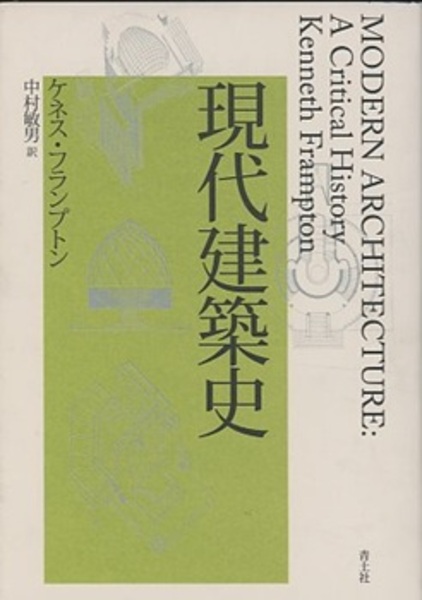 MODERN ARCHITECTURE:
A Critical History
Kenneth Frampton
現代建築史
ケネス・フランプトン
中村敏男 訳
青土社